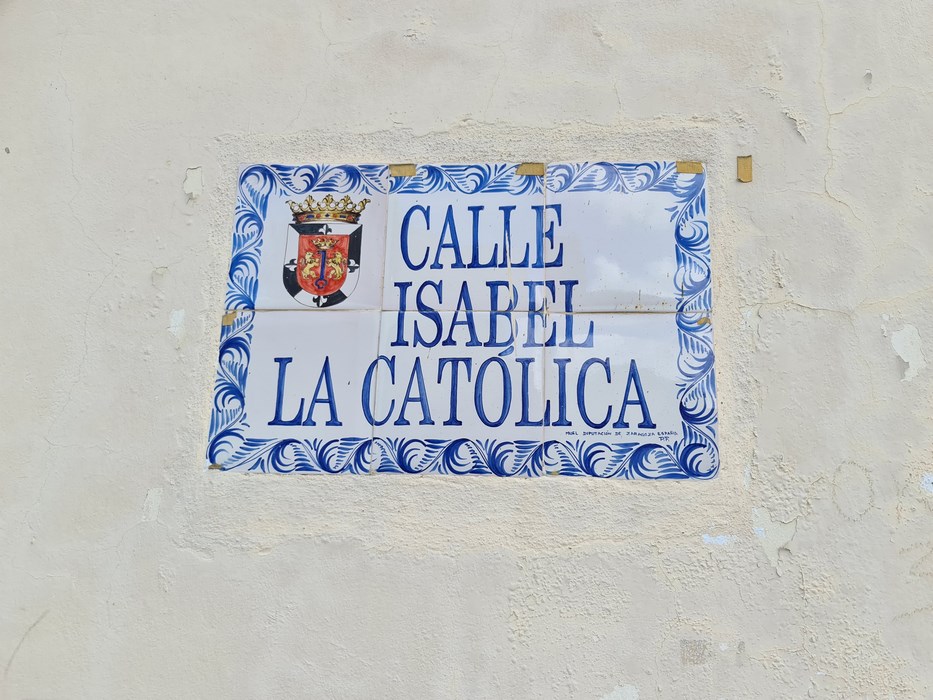 CALLE
ISABEL
LA CATÓLICA
MUEL DIPUTACIÓN DE ZARAGOZA ESPAÑA